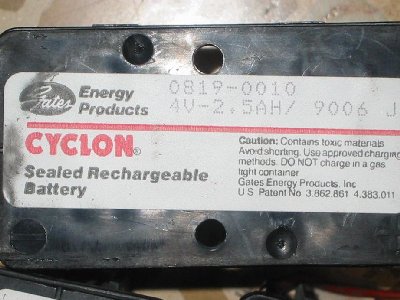 Gates
Energy
Products
0819-0010
4V-2.5AH/ 9006 J
CYCLON®
Sealed Rechargeable
Battery
Caution: Contains toxic materials
Avoid shorting. Use approved charging
methods. DO NOT charge in a gas
tight container
Gates Energy Products, Inc
U S Patent No. 3.862.861 4.383.011